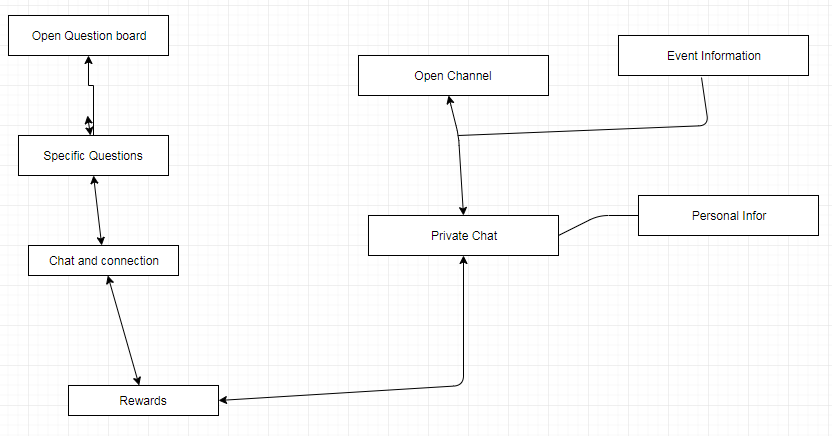 Open Question board
Event Information
Open Channel
Specific Questions
Personal Infor
Private Chat
Chat and connection
Rewards